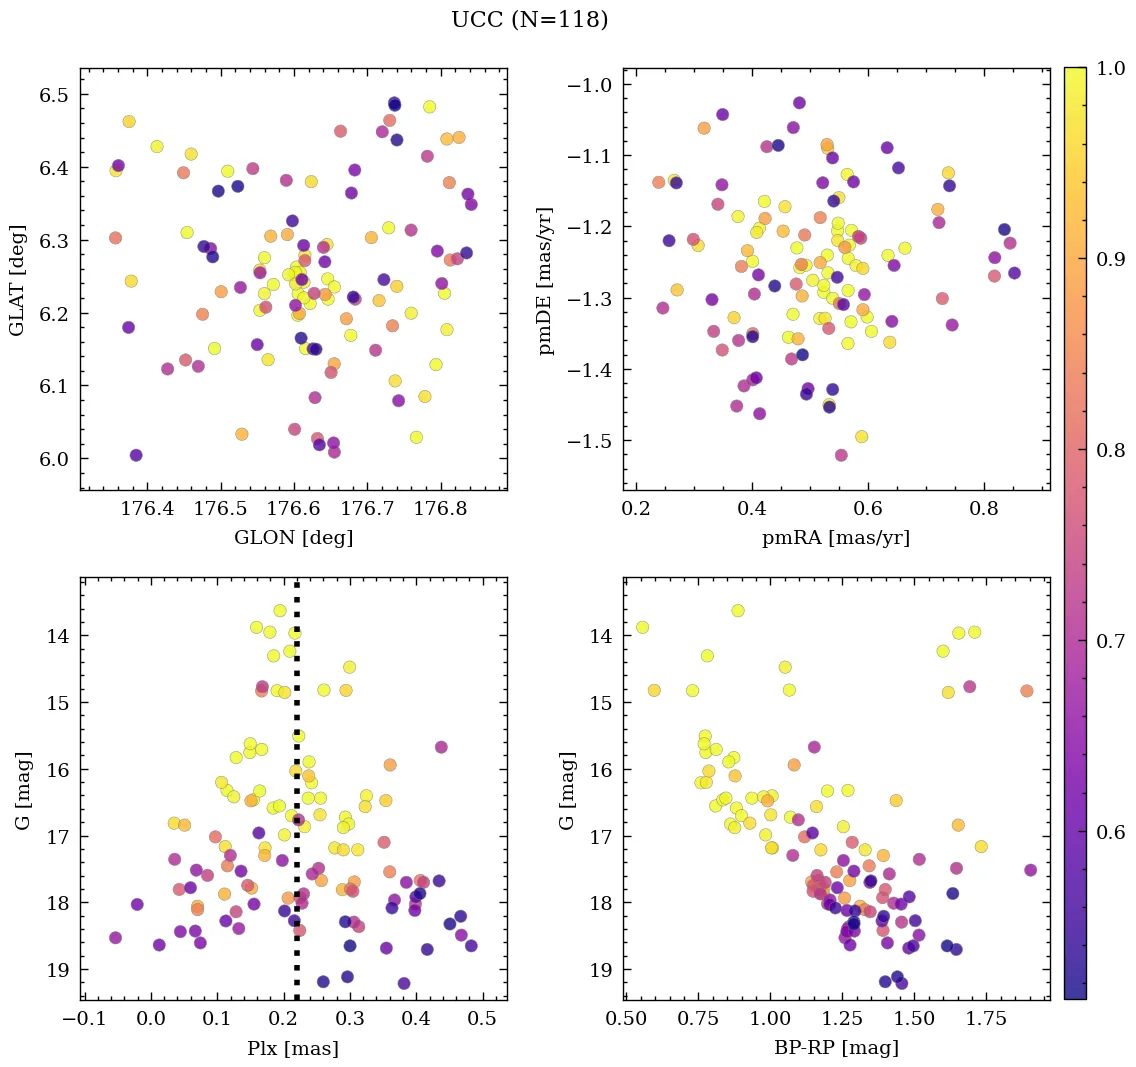 UCC (N=118)
6.5
6.4
6.3
6.2
6.1
6.0
GLAT [deg]
176.4 176.5 176.6 176.7 176.8
GLON [deg]
−1.0
−1.1
−1.2
−1.3
−1.4
−1.5
pmDE [mas/yr]
0.2 0.4 0.6 0.8
pmRA [mas/yr]
1.0
0.9
0.8
0.7
0.6
14
15
16
17
18
19
G [mag]
−0.1 0.0 0.1 0.2 0.3 0.4 0.5
Plx [mas]
14
15
16
17
18
19
G [mag]
0.50 0.75 1.00 1.25 1.50 1.75
BP-RP [mag]